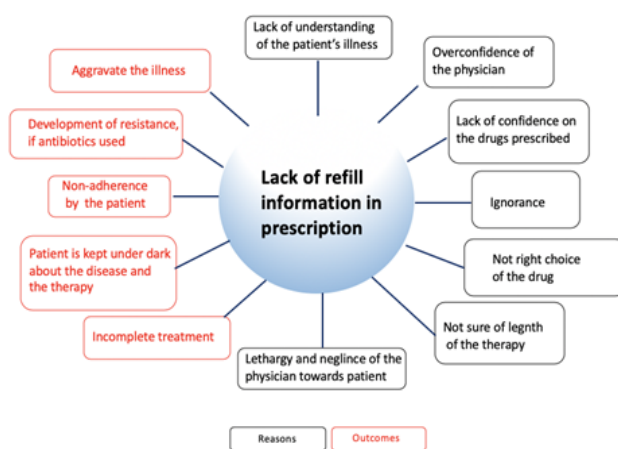 Lack of understanding
of the patient's illness
Overconfidence of
the physician
Lack of confidence on
the drugs prescribed
Ignorance
Not right choice
of the drug
Not sure of legnth
of the therapy
Lethargy and neglince of the
physician towards patient
Incomplete treatment
Patient is kept under dark
about the disease and
the therapy
Non-adherence
by the patient
Development of resistance,
if antibiotics used
Aggravate the illness
Lack of refill
information in
prescription
Reasons
Outcomes